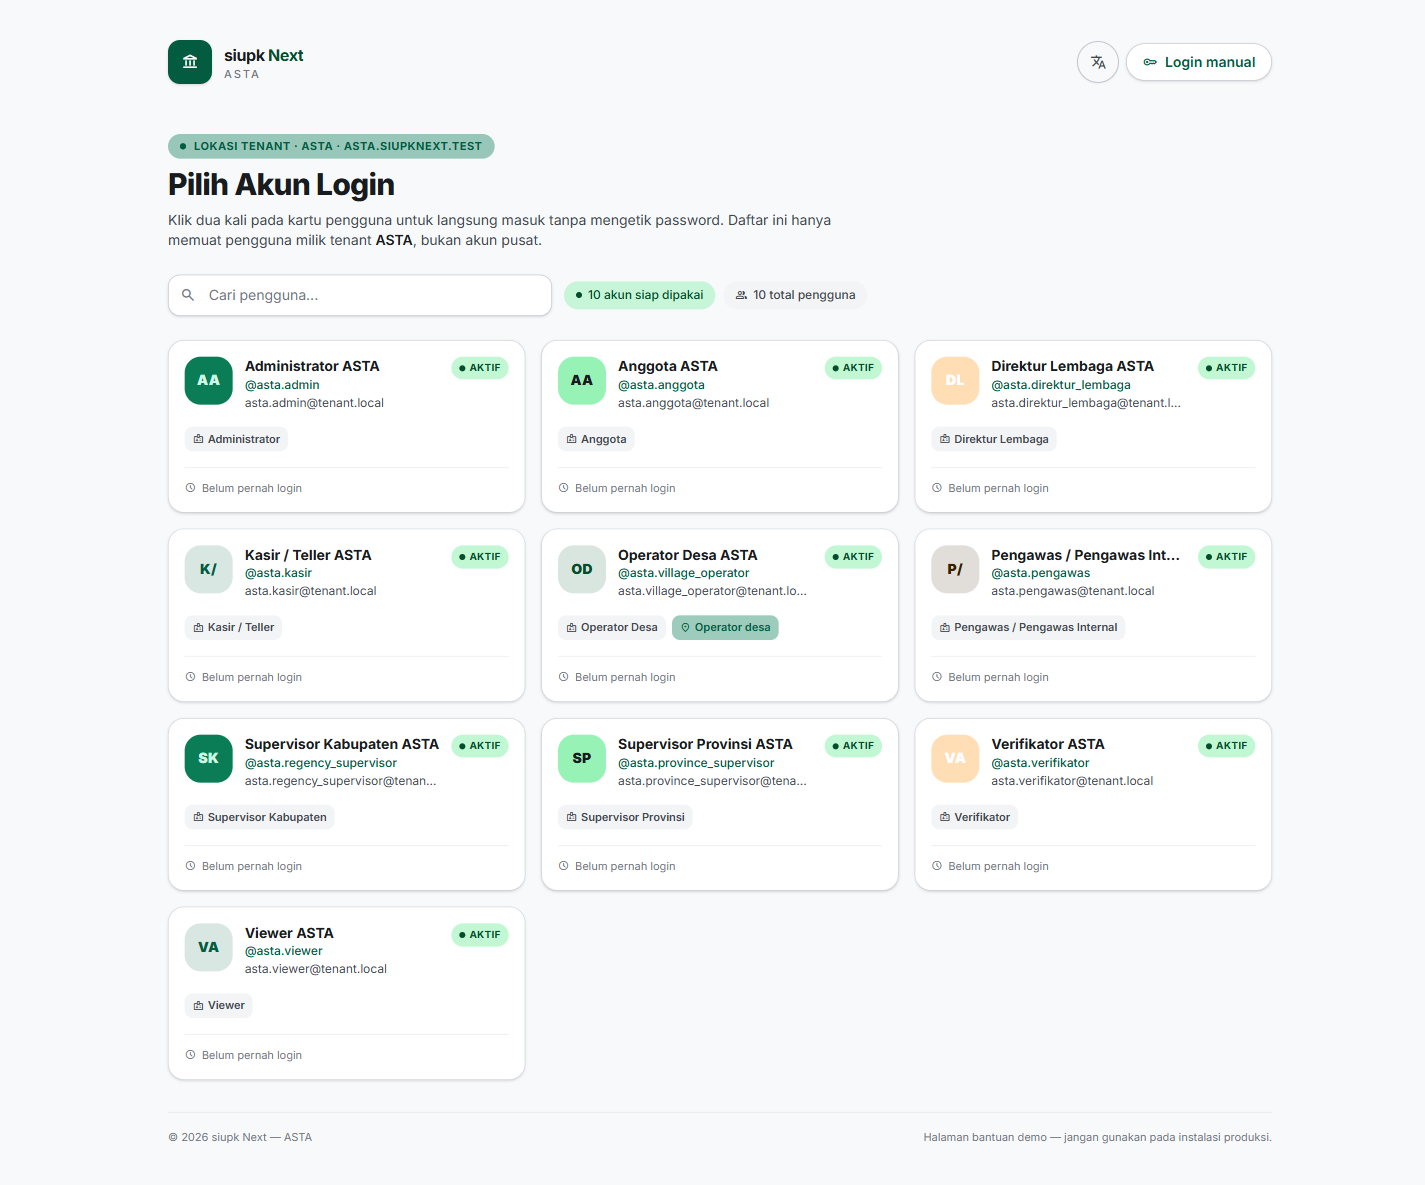 siupk Next
ASTA
Login manual
LOKASI TENANT · ASTA · ASTA.SIUPKNEXT.TEST
Pilih Akun Login
Klik dua kali pada kartu pengguna untuk langsung masuk tanpa mengetik password. Daftar ini hanya
memuat pengguna milik tenant ASTA, bukan akun pusat.
Cari pengguna...
10 akun siap dipakai
10 total pengguna
AA
Administrator ASTA
AKTIF
@asta.admin
asta.admin@tenant.local
Administrator
Belum pernah login
AA
Anggota ASTA
AKTIF
@asta.anggota
asta.anggota@tenant.local
Anggota
Belum pernah login
DL
Direktur Lembaga ASTA
AKTIF
@asta.direktur_lembaga
asta.direktur_lembaga@tenant.l...
Direktur Lembaga
Belum pernah login
K/
Kasir / Teller ASTA
AKTIF
@asta.kasir
asta.kasir@tenant.local
Kasir / Teller
Belum pernah login
OD
Operator Desa ASTA
AKTIF
@asta.village_operator
asta.village_operator@tenant.lo...
Operator Desa
Operator desa
Belum pernah login
P/
Pengawas / Pengawas Int...
AKTIF
@asta.pengawas
asta.pengawas@tenant.local
Pengawas / Pengawas Internal
Belum pernah login
SK
Supervisor Kabupaten ASTA
AKTIF
@asta.regency_supervisor
asta.regency_supervisor@tenan...
Supervisor Kabupaten
Belum pernah login
SP
Supervisor Provinsi ASTA
AKTIF
@asta.province_supervisor
asta.province_supervisor@tena...
Supervisor Provinsi
Belum pernah login
VA
Verifikator ASTA
AKTIF
@asta.verifikator
asta.verifikator@tenant.local
Verifikator
Belum pernah login
VA
Viewer ASTA
AKTIF
@asta.viewer
asta.viewer@tenant.local
Viewer
Belum pernah login
© 2026 siupk Next — ASTA
Halaman bantuan demo — jangan gunakan pada instalasi produksi.